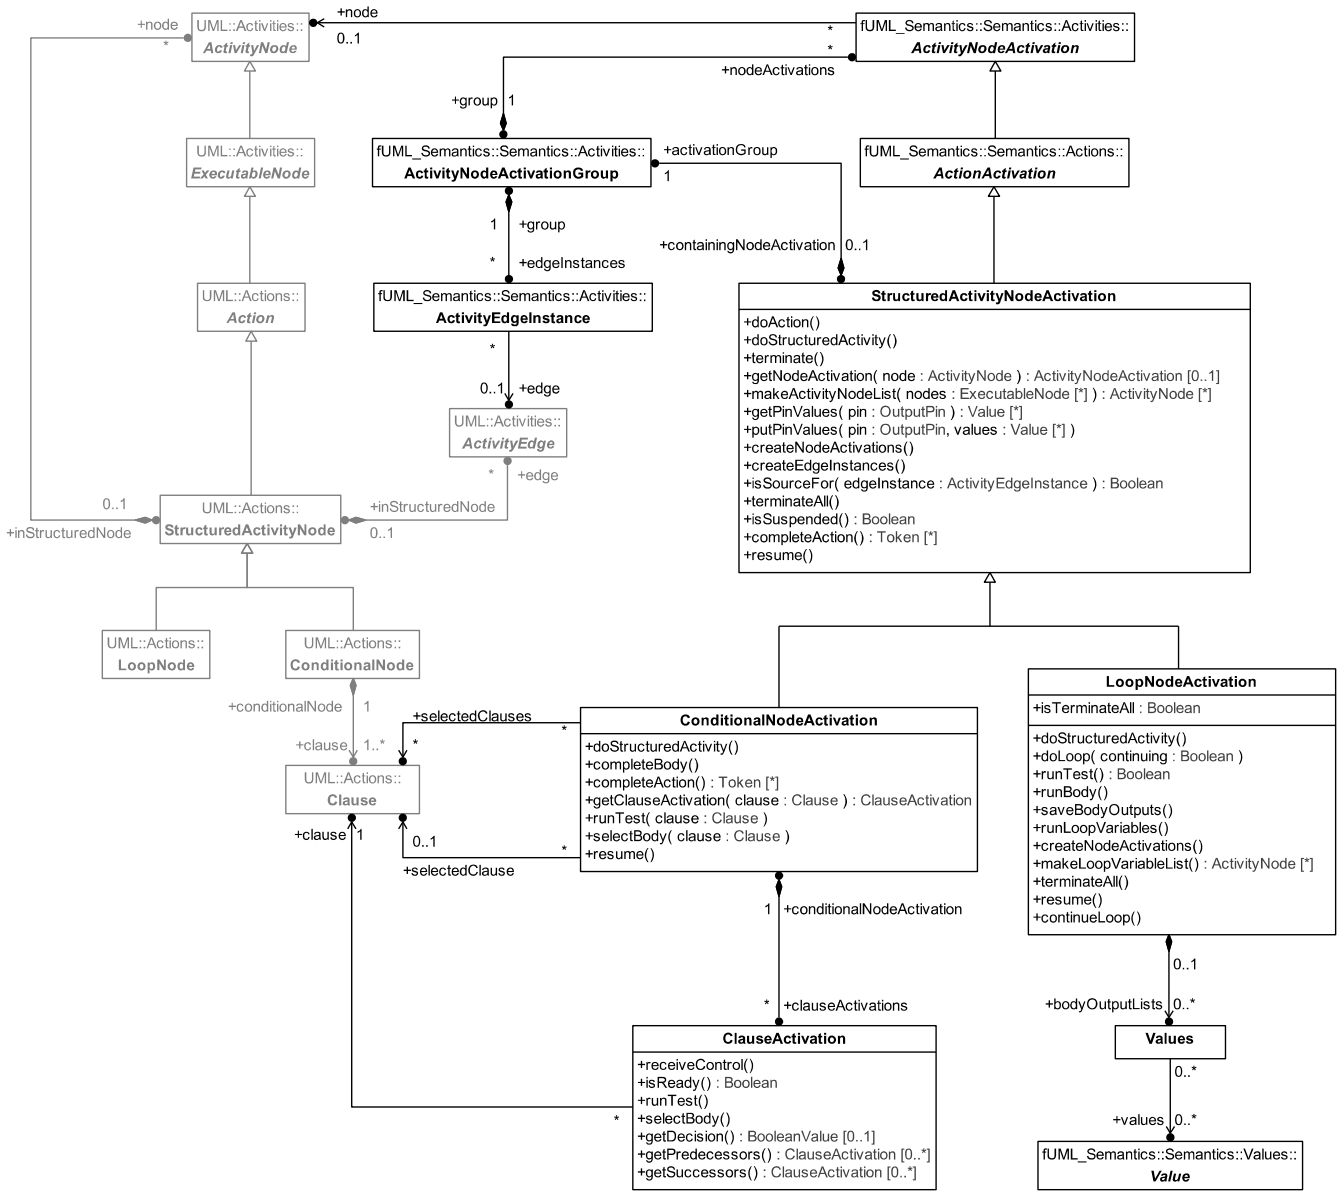 UML::Activities::
ActivityNode
+node
*
+node
0..1
*
*
+nodeActivations
fUML_Semantics::Semantics::Activities::
ActivityNodeActivation
+group
1
UML::Activities::
ExecutableNode
fUML_Semantics::Semantics::Activities::
ActivityNodeActivationGroup
+activationGroup
1
fUML_Semantics::Semantics::Actions::
ActionActivation
1
+group
*
+edgeInstances
+containingNodeActivation
0..1
UML::Actions::
Action
fUML_Semantics::Semantics::Activities::
ActivityEdgeInstance
*
0..1
+edge
UML::Activities::
ActivityEdge
*
+edge
StructuredActivityNodeActivation
+doAction()
+doStructuredActivity()
+terminate()
+getNodeActivation( node : ActivityNode ) : ActivityNodeActivation [0..1]
+makeActivityNodeList( nodes : ExecutableNode [*] ) : ActivityNode [*]
+getPinValues( pin : OutputPin ) : Value [*]
+putPinValues( pin : OutputPin, values : Value [*] )
+createNodeActivations()
+createEdgeInstances()
+isSourceFor( edgeInstance : ActivityEdgeInstance ) : Boolean
+terminateAll()
+isSuspended() : Boolean
+completeAction() : Token [*]
+resume()
0..1
+inStructuredNode
UML::Actions::
StructuredActivityNode
+inStructuredNode
0..1
UML::Actions::
LoopNode
UML::Actions::
ConditionalNode
+conditionalNode
1
+clause
1..*
+selectedClauses
*
*
UML::Actions::
Clause
+clause
1
0..1
*
+selectedClause
ConditionalNodeActivation
+doStructuredActivity()
+completeBody()
+completeAction() : Token [*]
+getClauseActivation( clause : Clause ) : ClauseActivation
+runTest( clause : Clause )
+selectBody( clause : Clause )
+resume()
LoopNodeActivation
+isTerminateAll : Boolean
+doStructuredActivity()
+doLoop( continuing : Boolean )
+runTest() : Boolean
+runBody()
+saveBodyOutputs()
+runLoopVariables()
+createNodeActivations()
+makeLoopVariableList() : ActivityNode [*]
+terminateAll()
+resume()
+continueLoop()
1
+conditionalNodeActivation
*
+clauseActivations
0..1
+bodyOutputLists
0..*
ClauseActivation
+receiveControl()
+isReady() : Boolean
+runTest()
+selectBody()
+getDecision() : BooleanValue [0..1]
+getPredecessors() : ClauseActivation [0..*]
+getSuccessors() : ClauseActivation [0..*]
*
Values
0..*
+values
0..*
fUML_Semantics::Semantics::Values::
Value